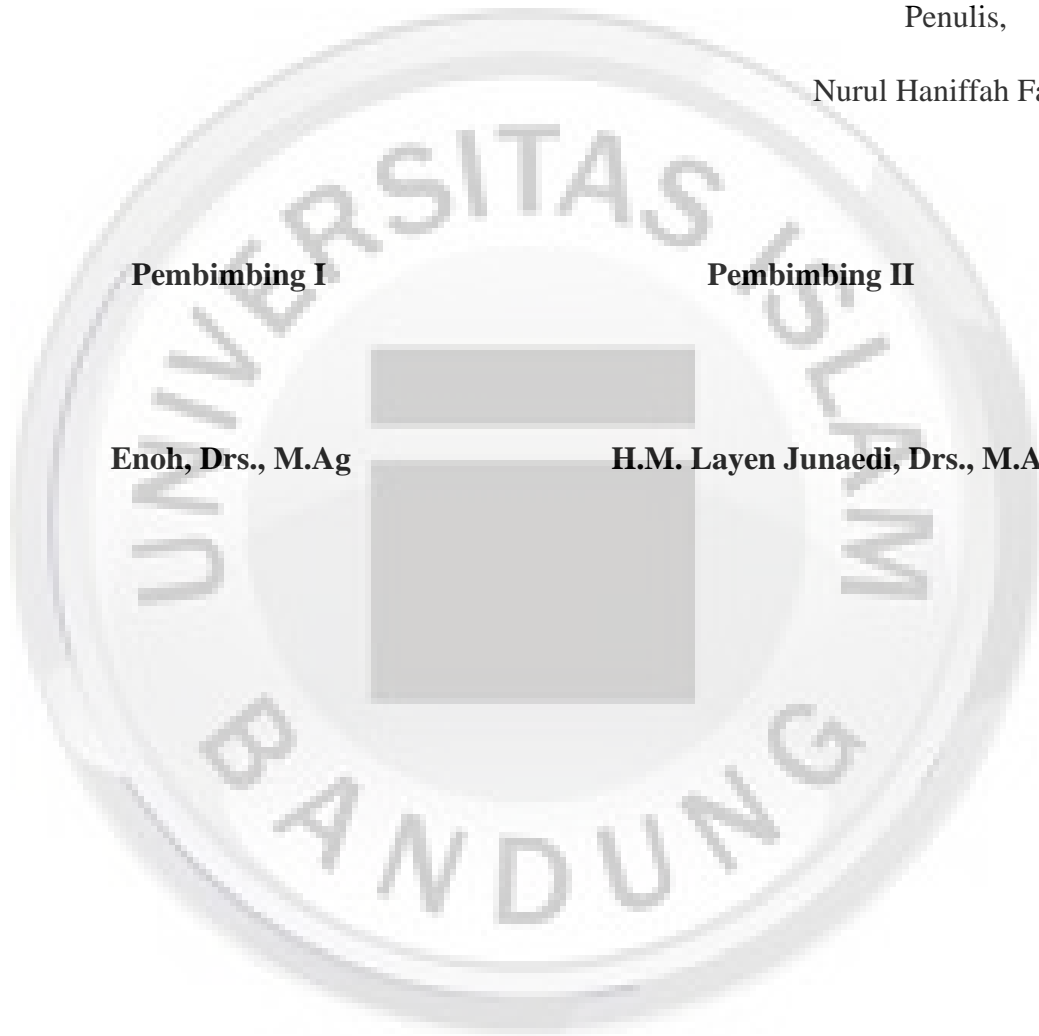 Penulis,
Nurul Haniffah Fa
UNIVERSITAS ISLAM
Pembimbing I Pembimbing II
Enoh, Drs., M.Ag H.M. Layen Junaedi, Drs., M.A
BANDUNG